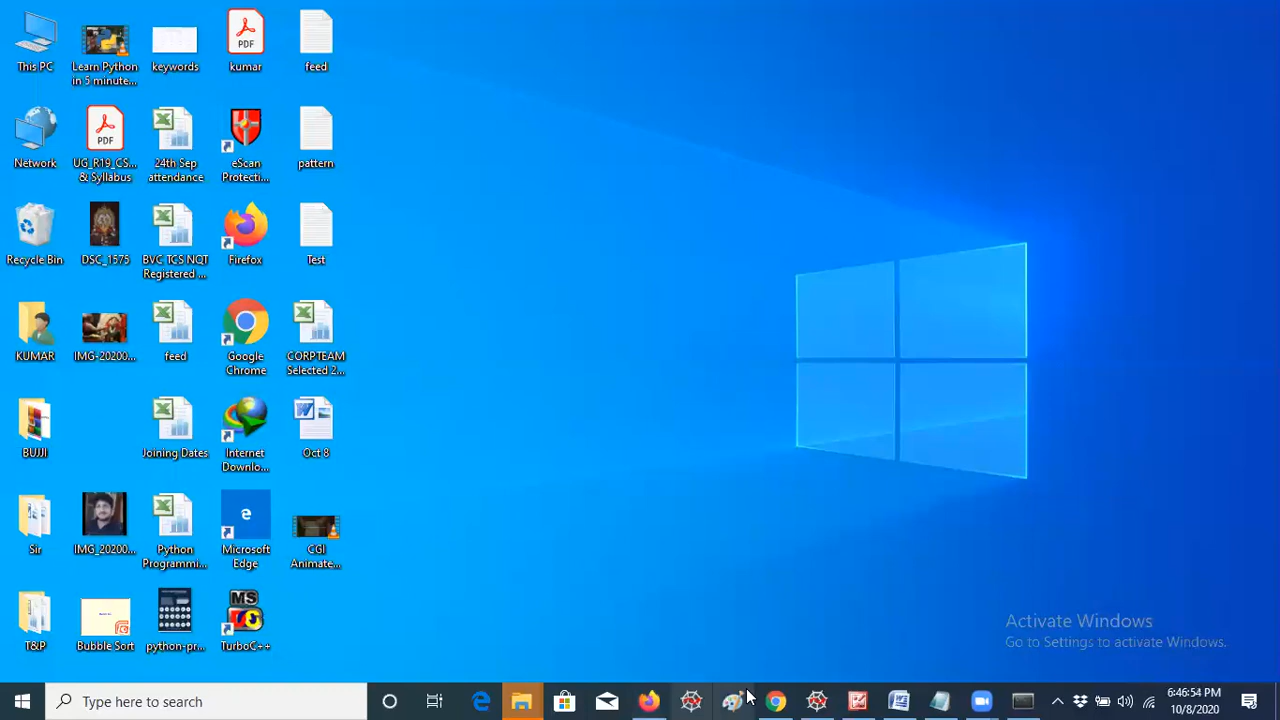 This PC
Learn Python
in 5 minute...
keywords
PDF
kumar
feed
Network
PDF
UG_R19_CS...
& Syllabus
24th Sep
attendance
eScan
Protecti...
pattern
Recycle Bin
DSC_1575
BVC TCS NQT
Registered ...
Firefox
Test
KUMAR
IMG-20200...
feed
Google
Chrome
CORPTEAM
Selected 2...
BUJJI
Joining Dates
Internet
Downlo...
Oct 8
Sir
IMG_20200...
Python
Programmi...
Microsoft
Edge
CGI
Animate...
T&P
Bubble Sort
python-pr...
MS
TurboC++
Activate Windows
Go to Settings to activate Windows.
Type here to search
6:46:54 PM
10/8/2020